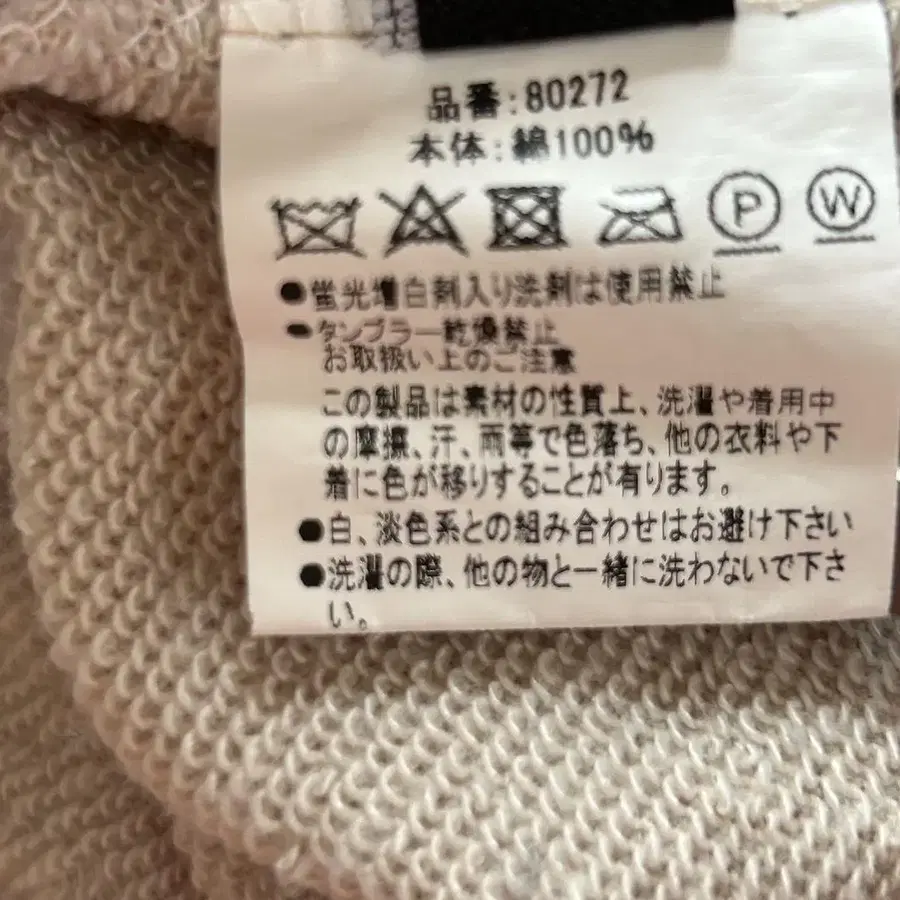 品番:80272
本体:綿100%
P W
●蛍光増白剤入り洗剤は使用禁止
●タンブラー乾燥禁止
お取扱い上のご注意
この製品は素材の性質上、洗濯や着用中
の摩擦、汗、雨等で色落ち、他の衣料や下
着に色が移りすることが有ります。
●白、淡色系との組み合わせはお避け下さい
●洗濯の際、他の物と一緒に洗わないで下さ
い。